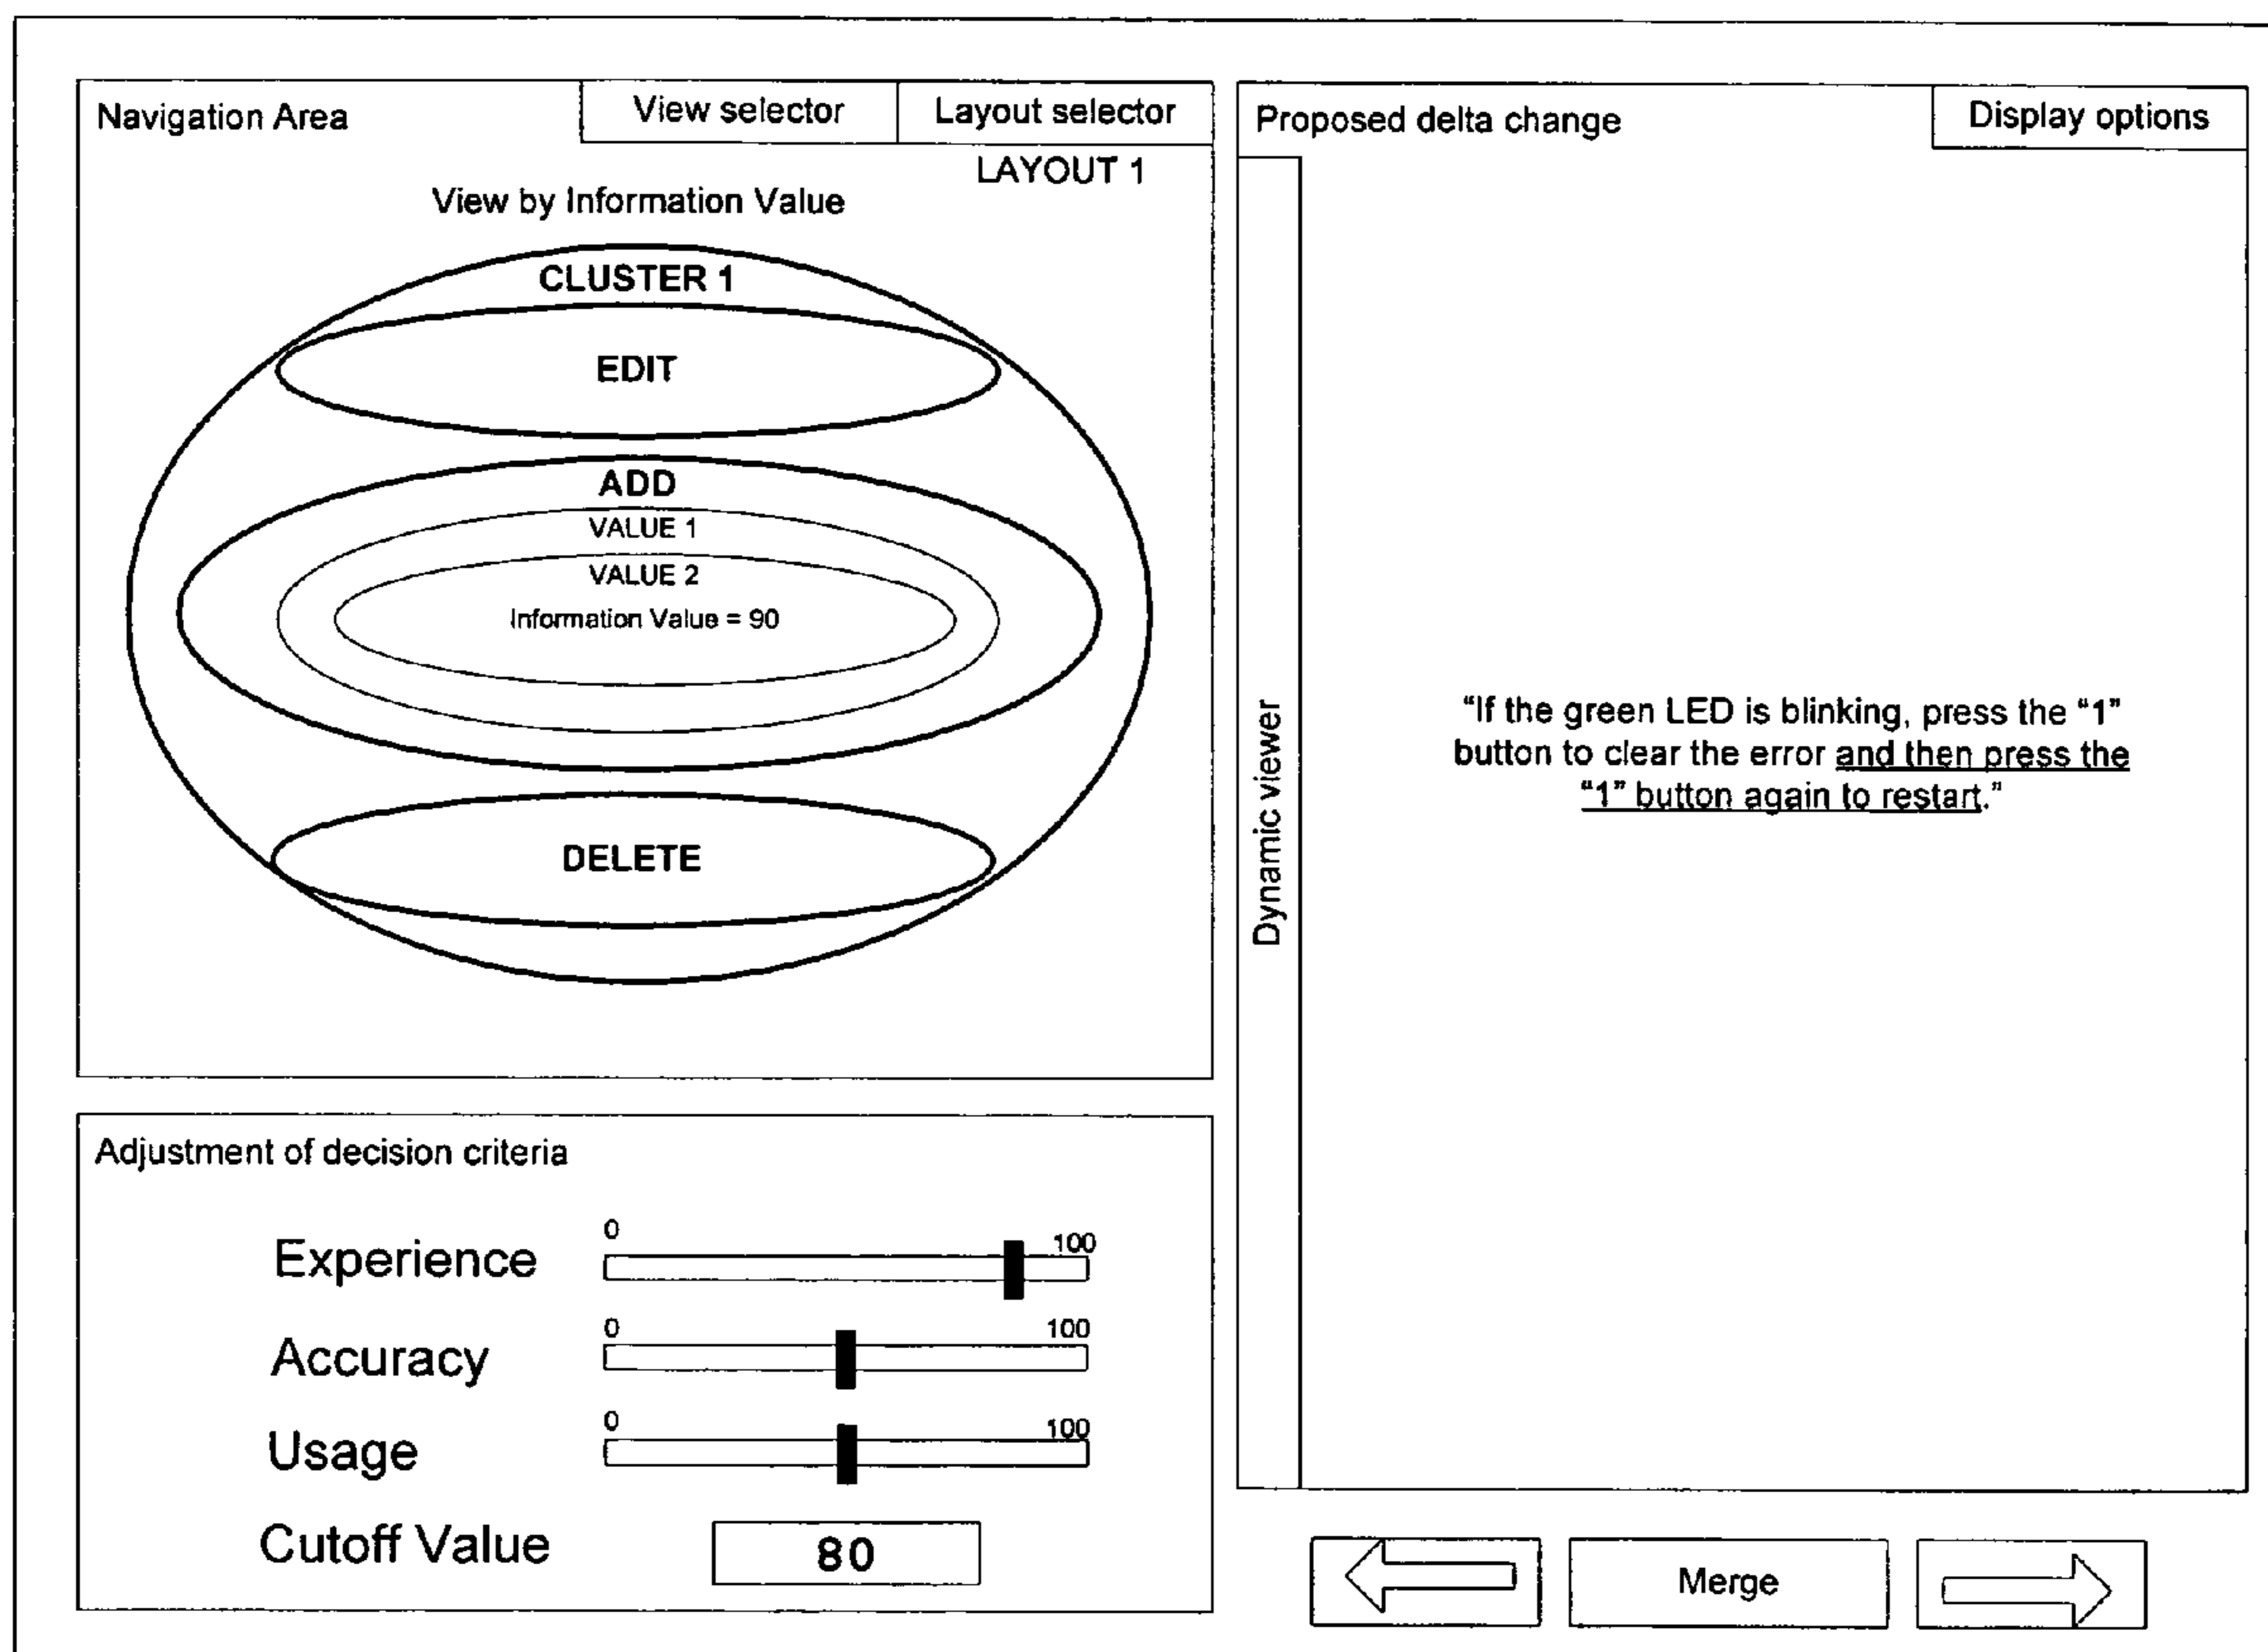 Navigation Area
View selector
Layout selector
LAYOUT 1
View by Information Value
CLUSTER 1
EDIT
ADD
VALUE 1
VALUE 2
Information Value = 90
DELETE
Adjustment of decision criteria
Experience
0
100
Accuracy
0
100
Usage
0
100
Cutoff Value
80
Proposed delta change
Display options
Dynamic viewer
“If the green LED is blinking, press the “1”
button to clear the error and then press the
“1” button again to restart.”
Merge